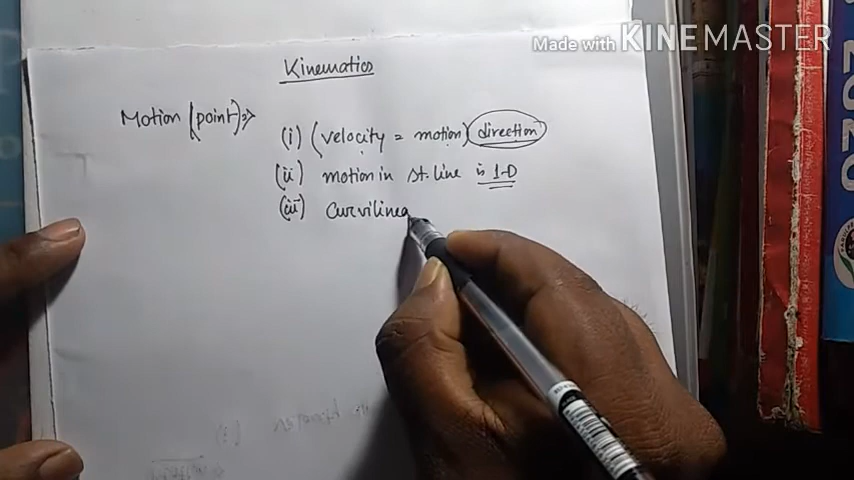 Made with KINEMASTER
Kinematics
Motion (point) ⇒
(i) (velocity = motion) direction
(ii) motion in st. line is 1-D
(iii) Curvilinea